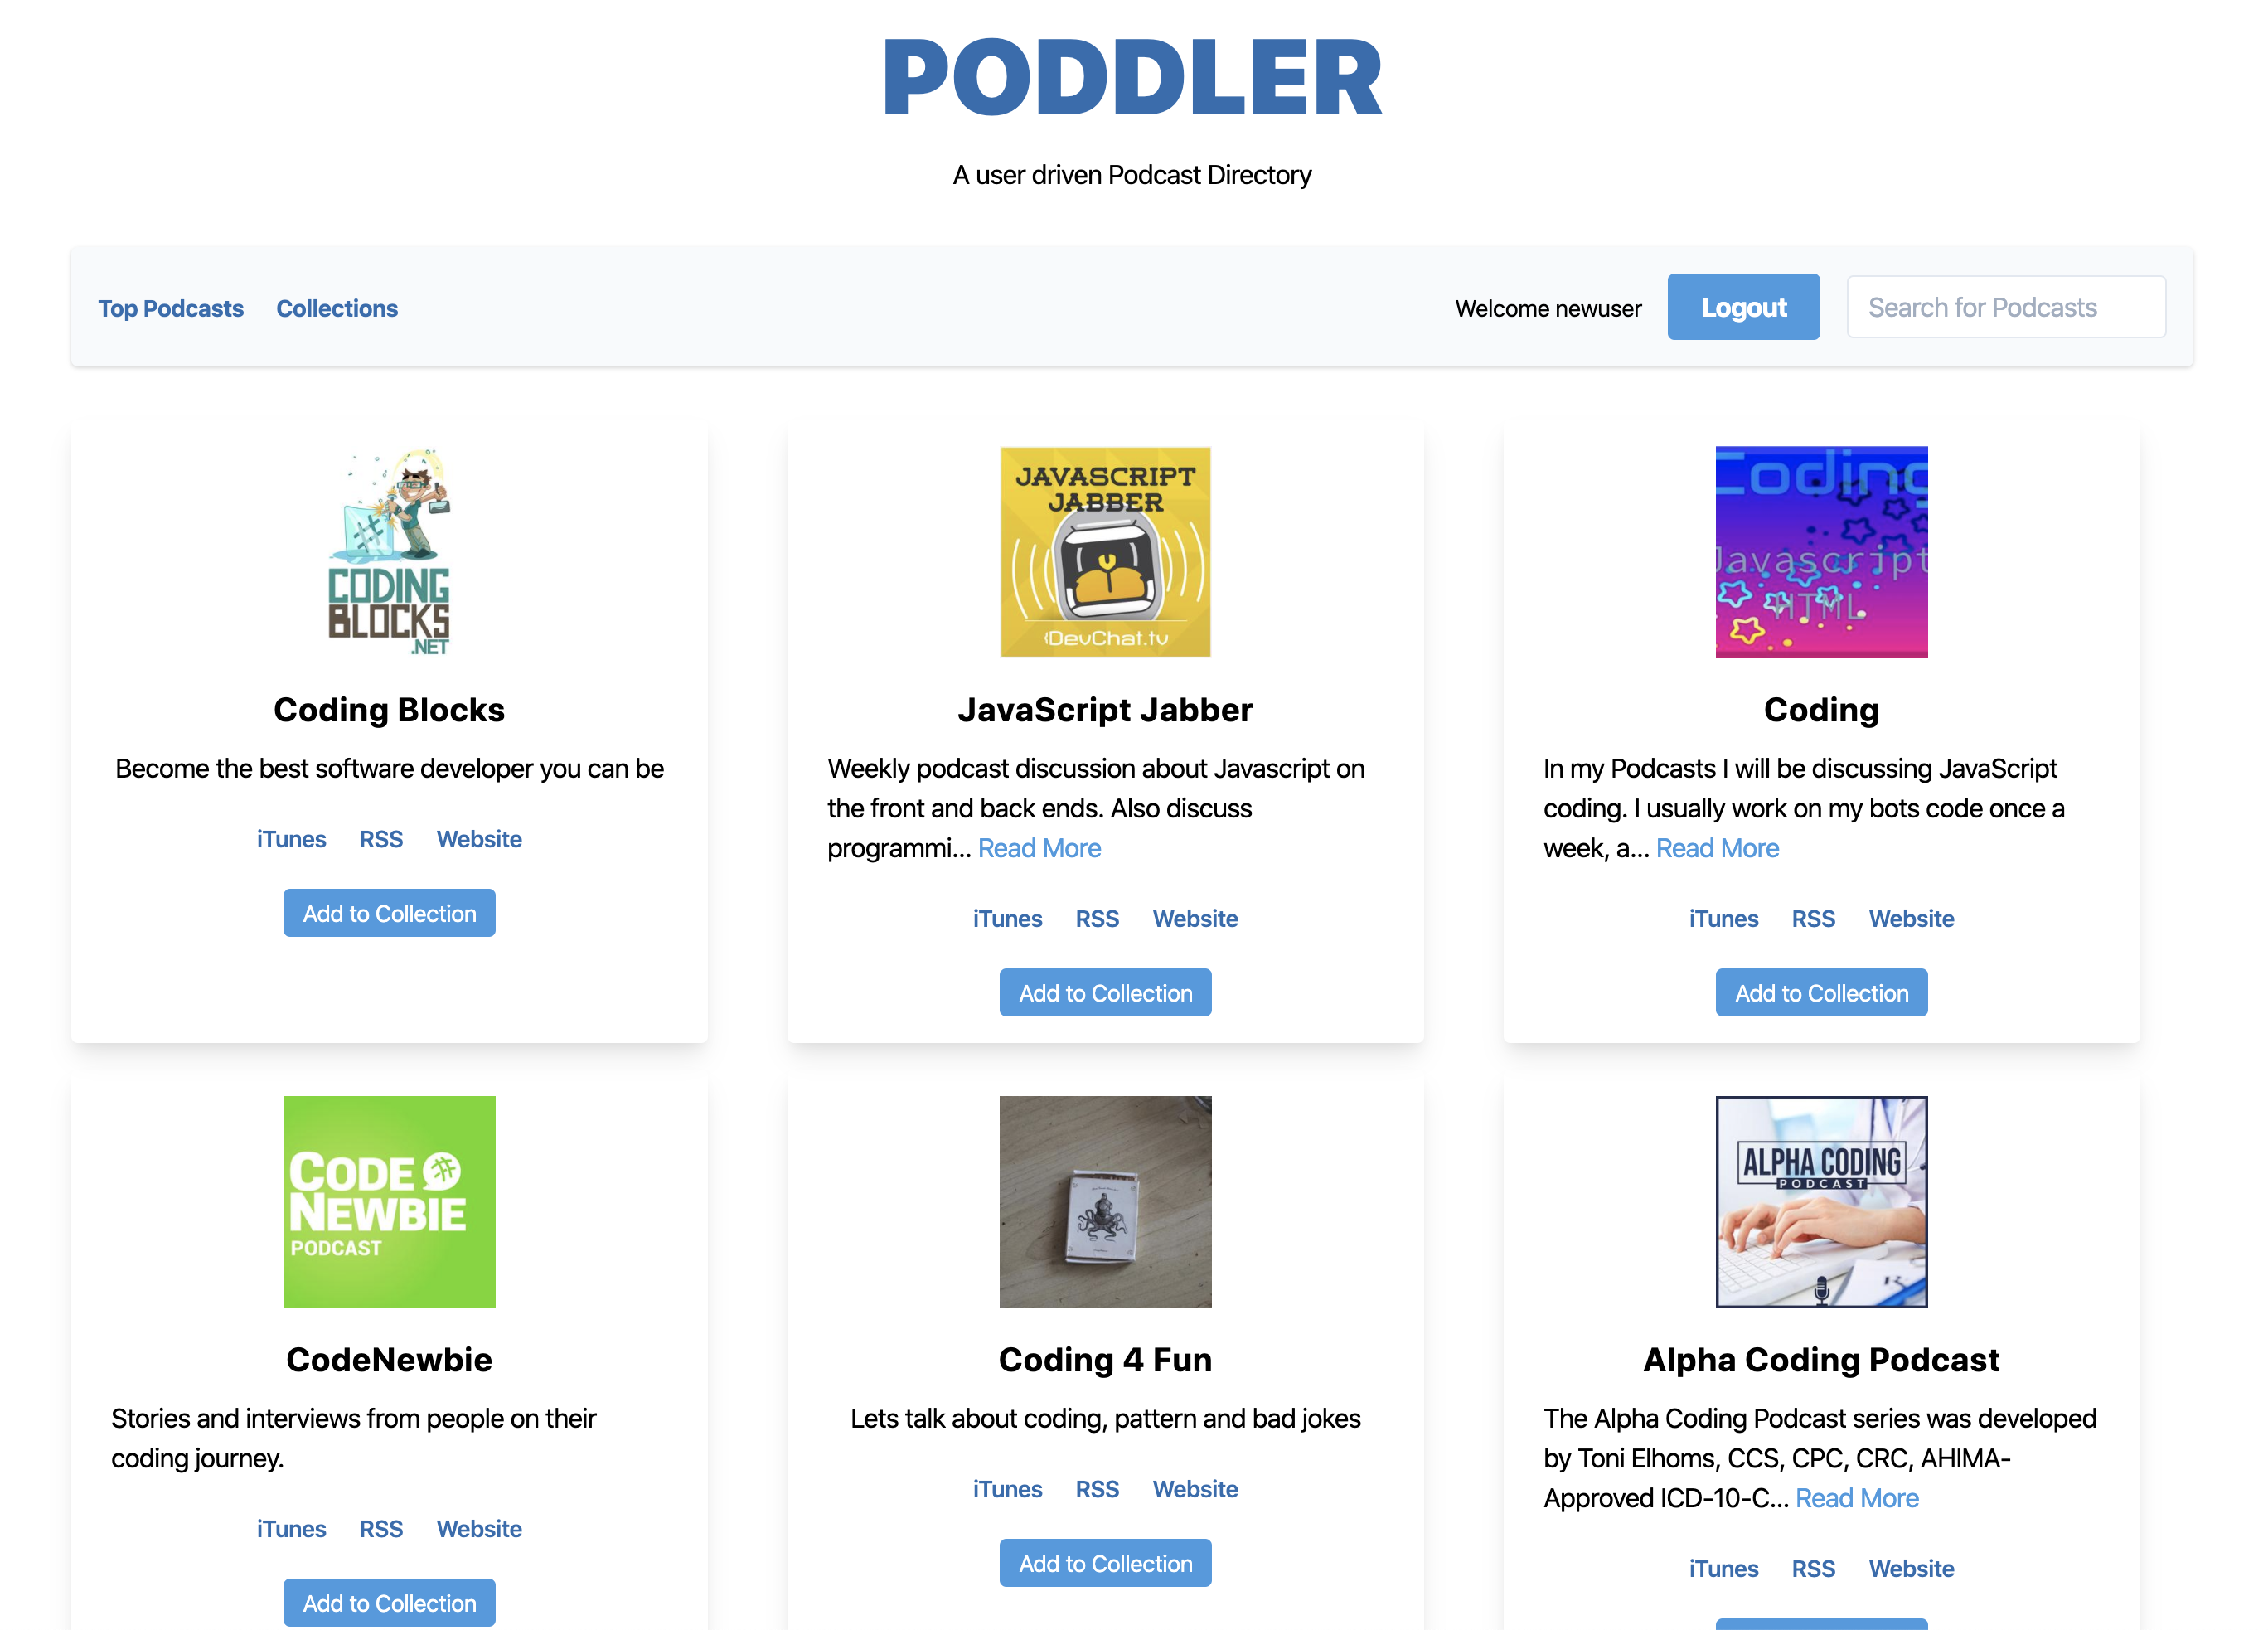 PODDLER
A user driven Podcast Directory
Top Podcasts Collections Welcome newuser Logout Search for Podcasts
CODING
BLOCKS
.NET
Coding Blocks
Become the best software developer you can be
iTunes RSS Website
Add to Collection
JAVASCRIPT
JABBER
{DevChat.tv
JavaScript Jabber
Weekly podcast discussion about Javascript on
the front and back ends. Also discuss
programmi... Read More
iTunes RSS Website
Add to Collection
Coding
Javascript
HTML
Coding
In my Podcasts I will be discussing JavaScript
coding. I usually work on my bots code once a
week, a... Read More
iTunes RSS Website
Add to Collection
CODE
NEWBIE
PODCAST
CodeNewbie
Stories and interviews from people on their
coding journey.
iTunes RSS Website
Add to Collection
Coding 4 Fun
Lets talk about coding, pattern and bad jokes
iTunes RSS Website
Add to Collection
ALPHA CODING
PODCAST
Alpha Coding Podcast
The Alpha Coding Podcast series was developed
by Toni Elhoms, CCS, CPC, CRC, AHIMA-
Approved ICD-10-C... Read More
iTunes RSS Website